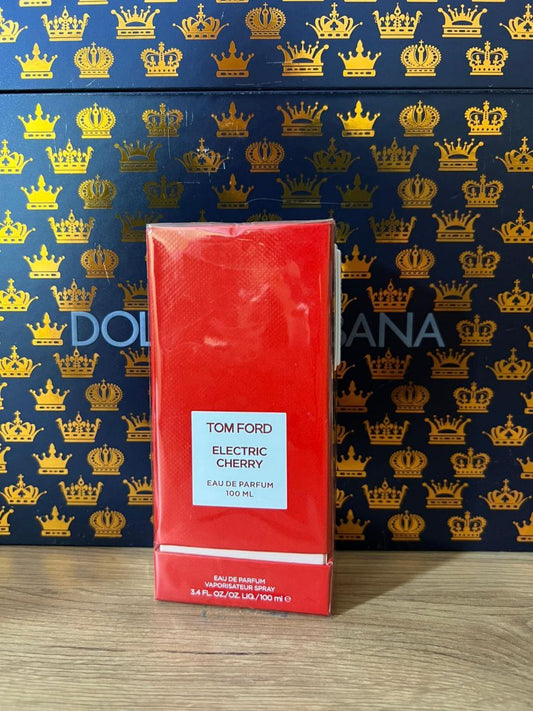 DOL BANA
TOM FORD
ELECTRIC
CHERRY
EAU DE PARFUM
100 ML
EAU DE PARFUM
VAPORISATEUR SPRAY
3.4 FL. OZ./OZ. LIQ./100 ml e